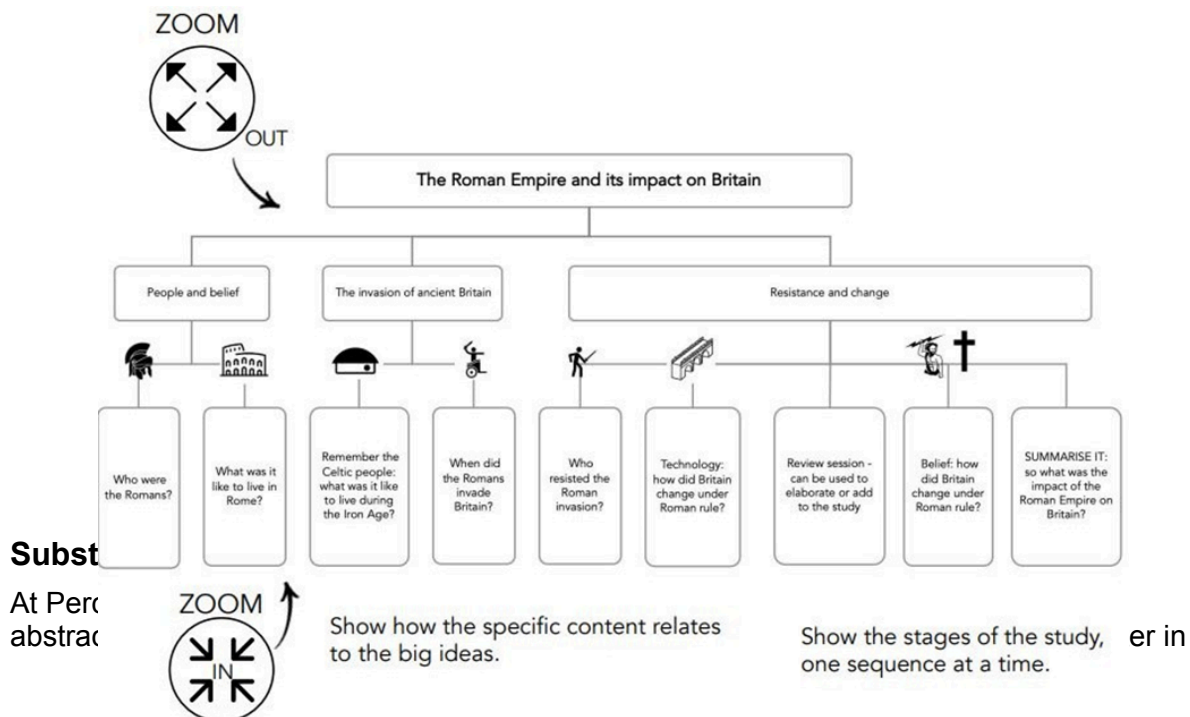 ZOOM
OUT
The Roman Empire and its impact on Britain
People and belief
The invasion of ancient Britain
Resistance and change
Who were
the Romans?
What was it
like to live in
Rome?
Remember the
Celtic people:
what was it like
to live during
the Iron Age?
When did
the Romans
invade
Britain?
Who
resisted the
Roman
invasion?
Technology:
how did Britain
change under
Roman rule?
Review session -
can be used to
elaborate or add
to the study
Belief: how
did Britain
change under
Roman rule?
SUMMARISE IT:
so what was the
impact of the
Roman Empire on
Britain?
At
er in
ZOOM
IN
Show how the specific content relates
to the big ideas.
Show the stages of the study,
one sequence at a time.